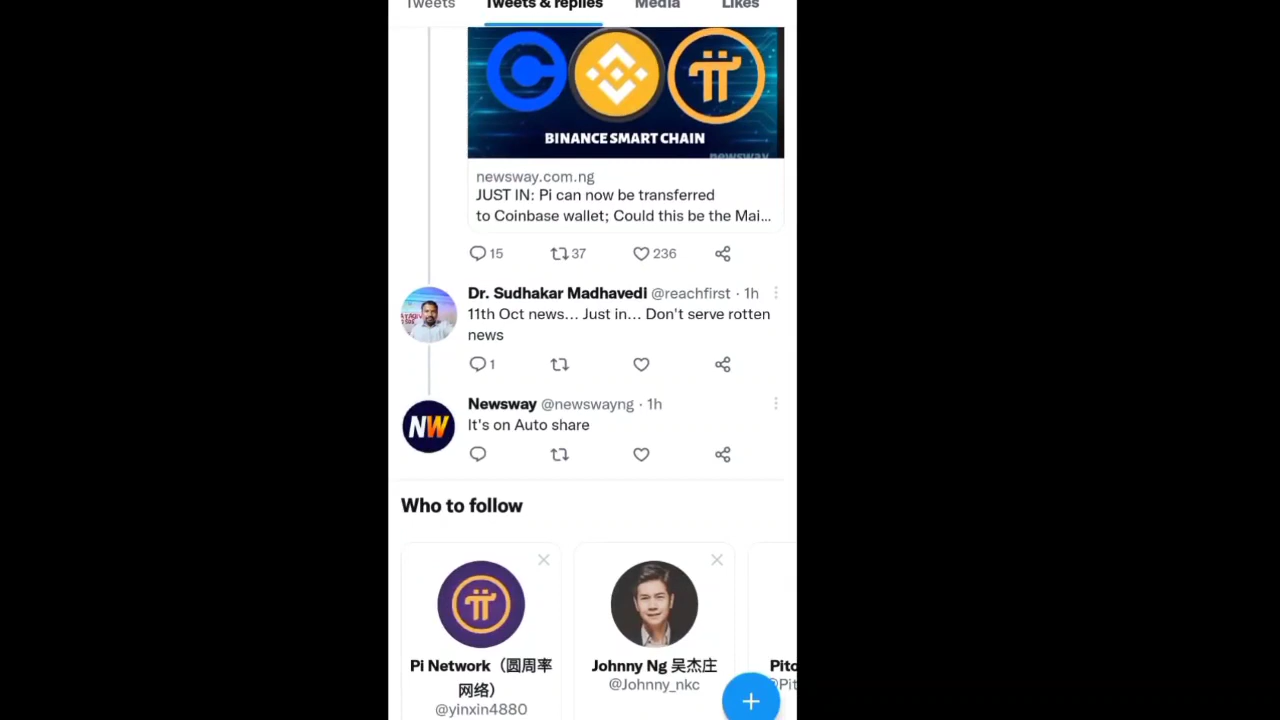 Tweets Tweets & replies Media Likes
BINANCE SMART CHAIN
newsway
newsway.com.ng
JUST IN: Pi can now be transferred
to Coinbase wallet; Could this be the Mai...
15 37 236
Dr. Sudhakar Madhavedi @reachfirst · 1h
11th Oct news... Just in... Don't serve rotten
news
1
NW
Newsway @newswayng · 1h
It's on Auto share
Who to follow
Pi Network（圆周率
网络）
@yinxin4880
Johnny Ng 吴杰庄
@Johnny_nkc